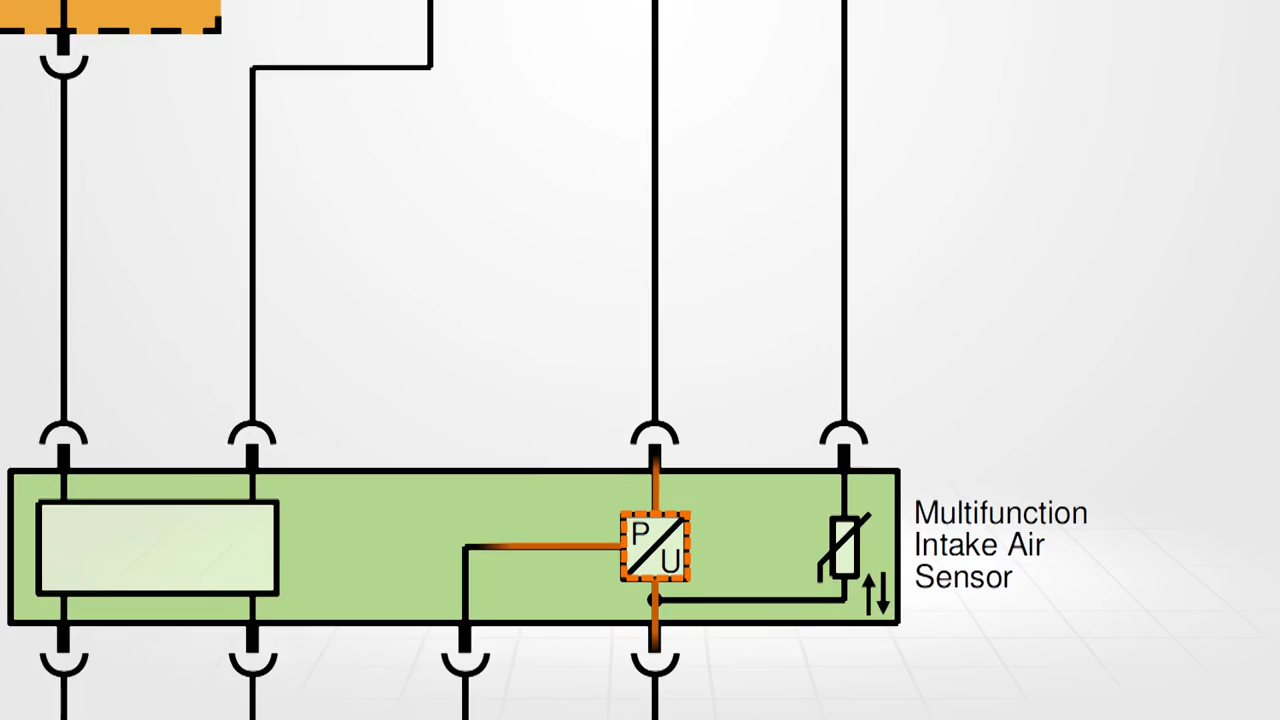 Multifunction
Intake Air
Sensor
P
U